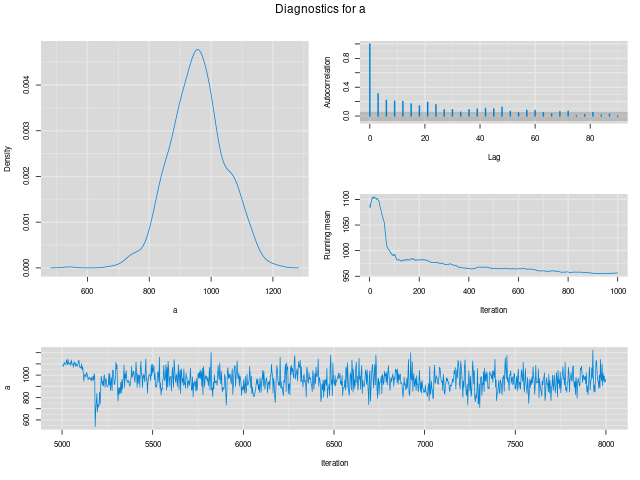 Diagnostics for a
Density
0.000 0.001 0.002 0.003 0.004
600 800 1000 1200
a
Autocorrelation
0.0 0.4 0.8
0 20 40 60 80
Lag
Running mean
950 1000 1050 1100
0 200 400 600 800 1000
Iteration
a
600 800 1000
5000 5500 6000 6500 7000 7500 8000
Iteration